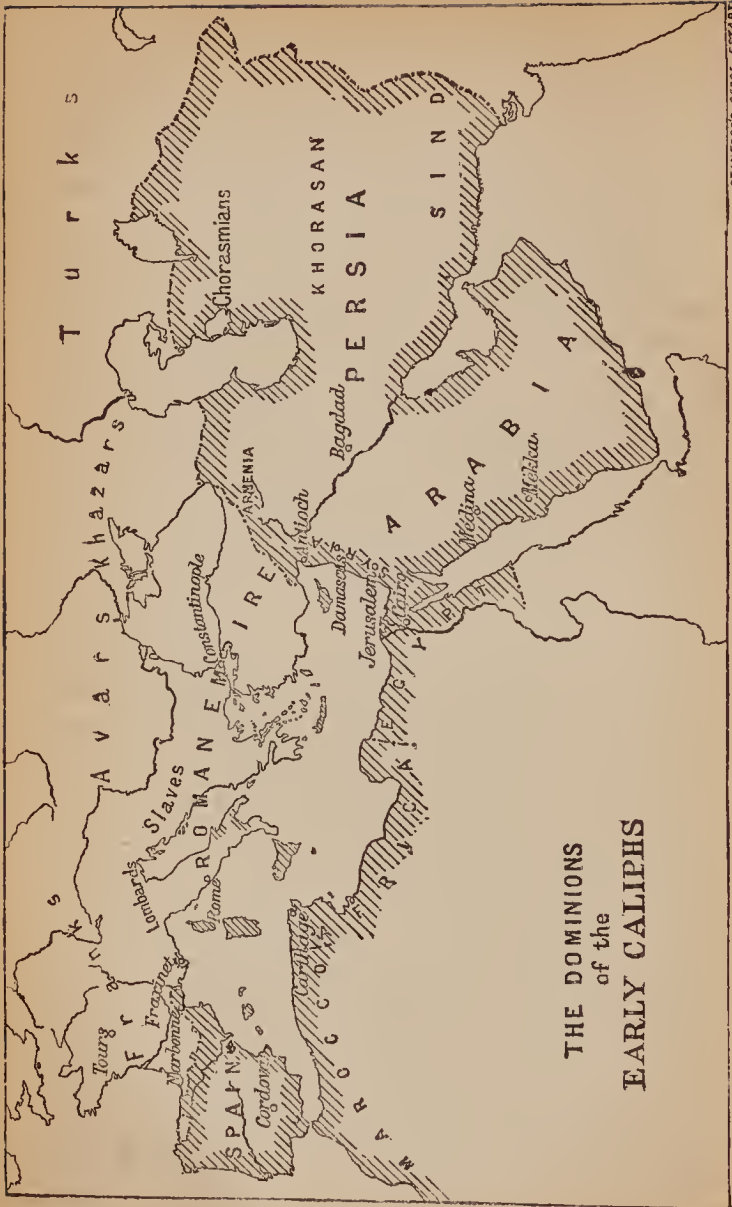 THE DOMINIONS
of the
EARLY CALIPHS
Turks
Khazars
Avars
Slaves
Lombards
Franks
Tours
Fraxinet
Narbonne
SPAIN
Cordova
Rome
ROMAN EMPIRE
Constantinople
ARMENIA
Antioch
Damascus
Jerusalem
Cairo
EGYPT
AFRICA
Carthage
MAROCCO
Chorasmians
KHORASAN
PERSIA
SIND
Bagdad
ARABIA
Medina
Mekka